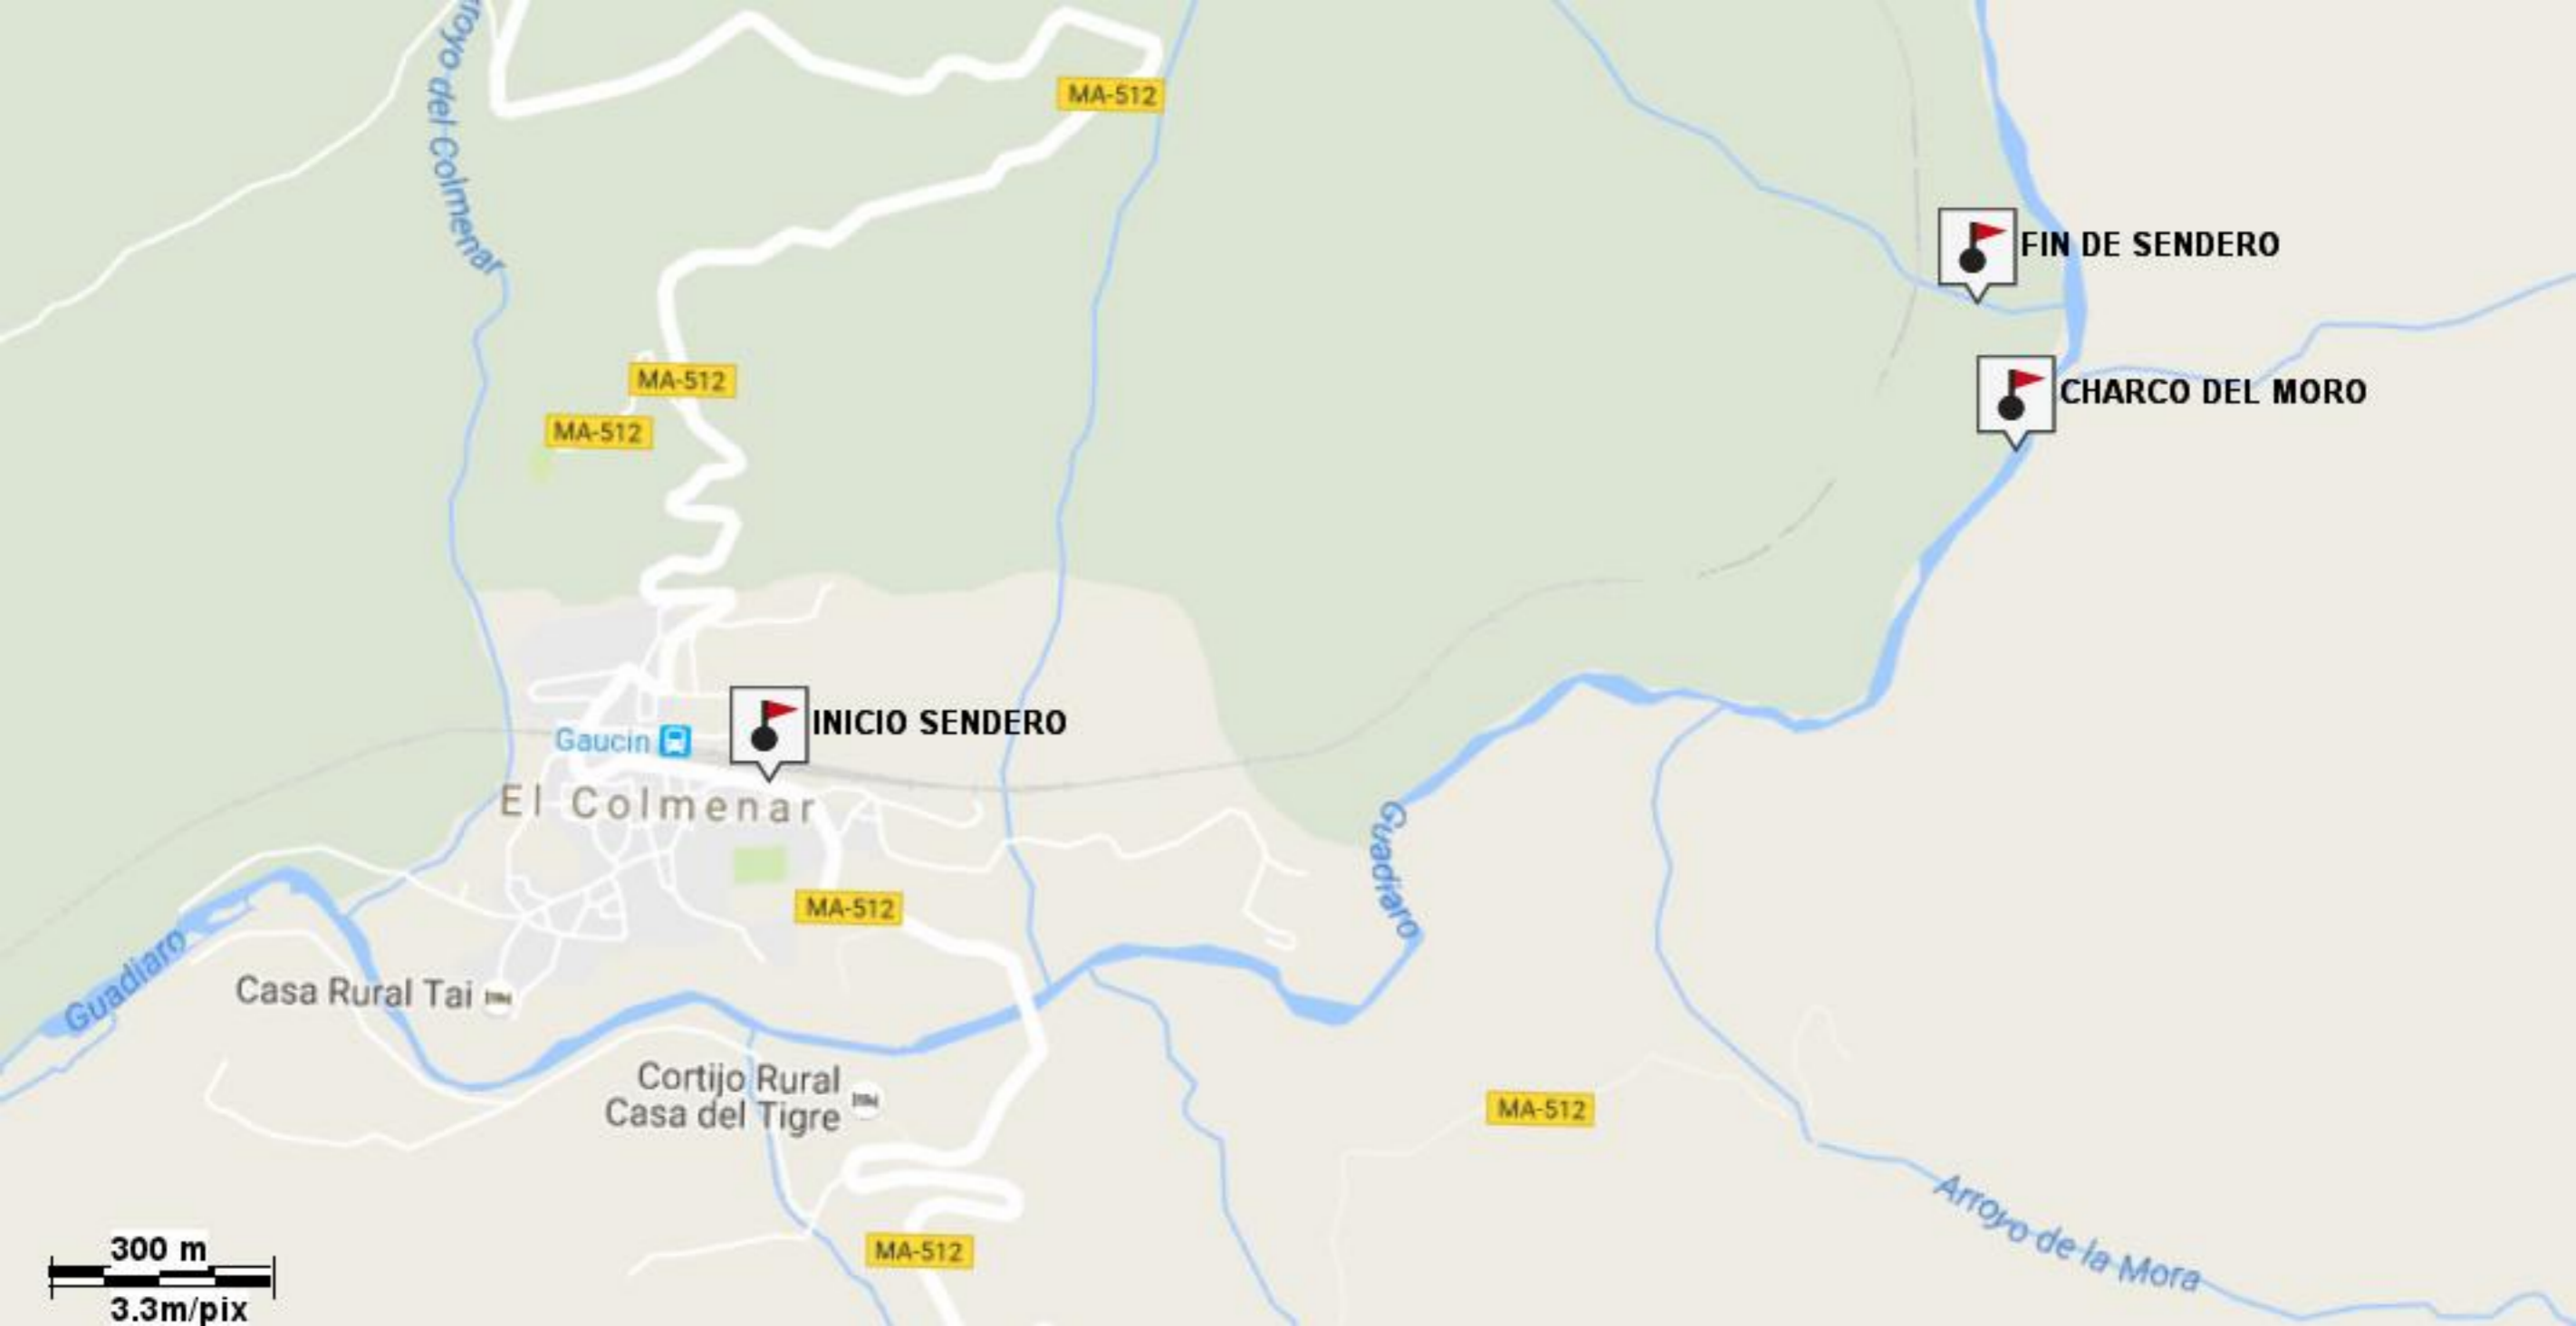 Arroyo del Colmenar
MA-512
FIN DE SENDERO
MA-512
CHARCO DEL MORO
MA-512
INICIO SENDERO
Gaucin
El Colmenar
Guadiaro
MA-512
Guadiaro
Casa Rural Tai
Cortijo Rural
Casa del Tigre
MA-512
Arroyo de la Mora
MA-512
300 m
3.3m/pix